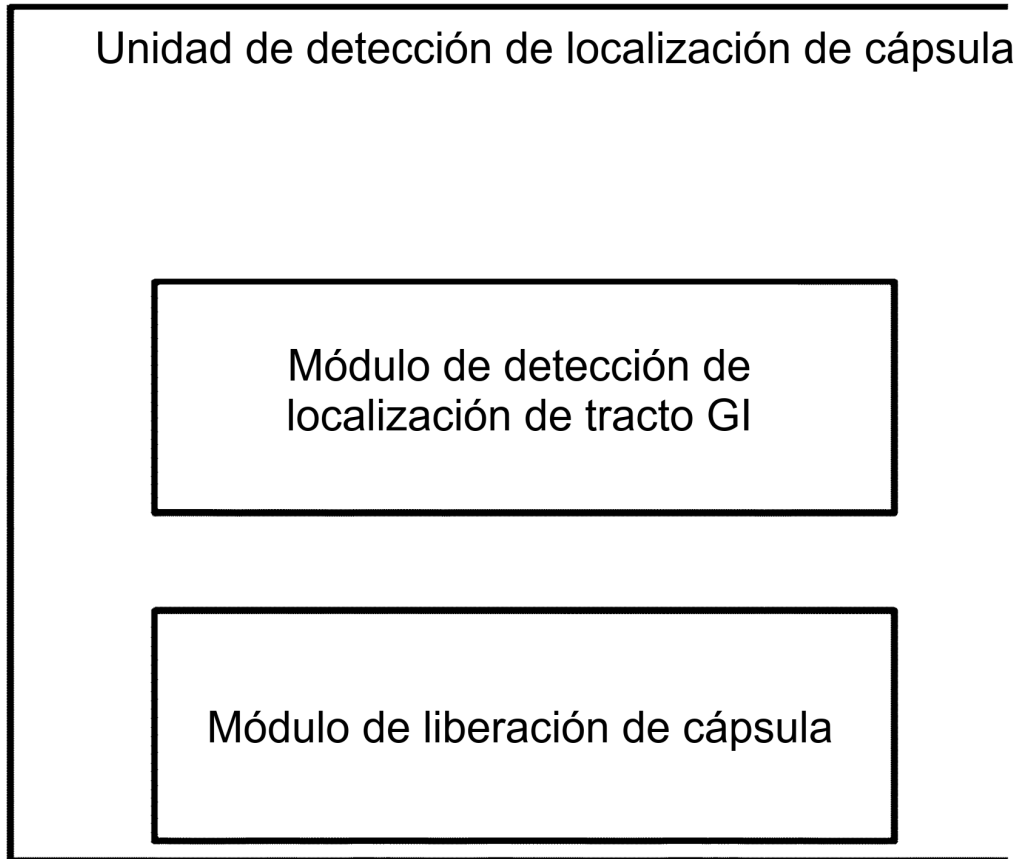 Unidad de detección de localización de cápsula
Módulo de detección de
localización de tracto GI
Módulo de liberación de cápsula